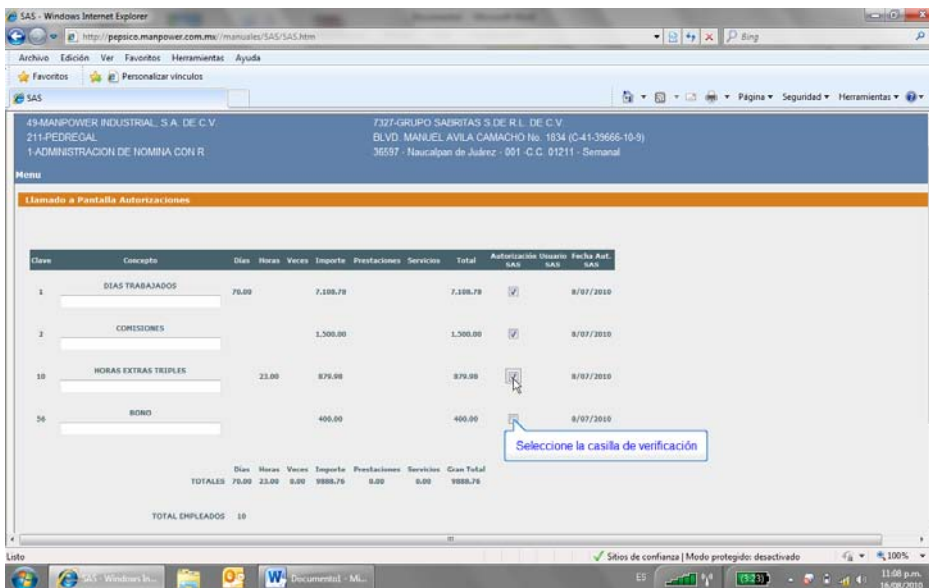 SAS - Windows Internet Explorer
http://pepsico.manpower.com.mx/manuales/SAS/SAS.htm
Bing
Archivo Edición Ver Favoritos Herramientas Ayuda
Favoritos Personalizar vínculos
SAS Página Seguridad Herramientas
49-MANPOWER INDUSTRIAL, S.A. DE C.V. 7327-GRUPO SABRITAS S.DE R.L. DE C.V.
211-PEDREGAL BLVD. MANUEL AVILA CAMACHO No. 1834 (C-41-39666-10-9)
1-ADMINISTRACION DE NOMINA CON R 36597 - Naucalpan de Juárez - 001 -C.C. 01211 - Semanal
Menu
Llamado a Pantalla Autorizaciones
Clave Concepto Días Horas Veces Importe Prestaciones Servicios Total Autorización SAS Usuario SAS Fecha Aut. SAS
1 DIAS TRABAJADOS 70.00 7,108.78 7,108.78 8/07/2010
2 COMISIONES 1,500.00 1,500.00 8/07/2010
10 HORAS EXTRAS TRIPLES 23.00 879.98 879.98 8/07/2010
56 BONO 400.00 400.00 8/07/2010
Seleccione la casilla de verificación
Días Horas Veces Importe Prestaciones Servicios Gran Total
TOTALES 70.00 23.00 0.00 9888.76 0.00 0.00 9888.76
TOTAL EMPLEADOS 10
Listo Sitios de confianza | Modo protegido: desactivado 100%
SAS - Windows In... Documento1 - Mi... ES (3:23) 11:08 p.m.
16/08/2010